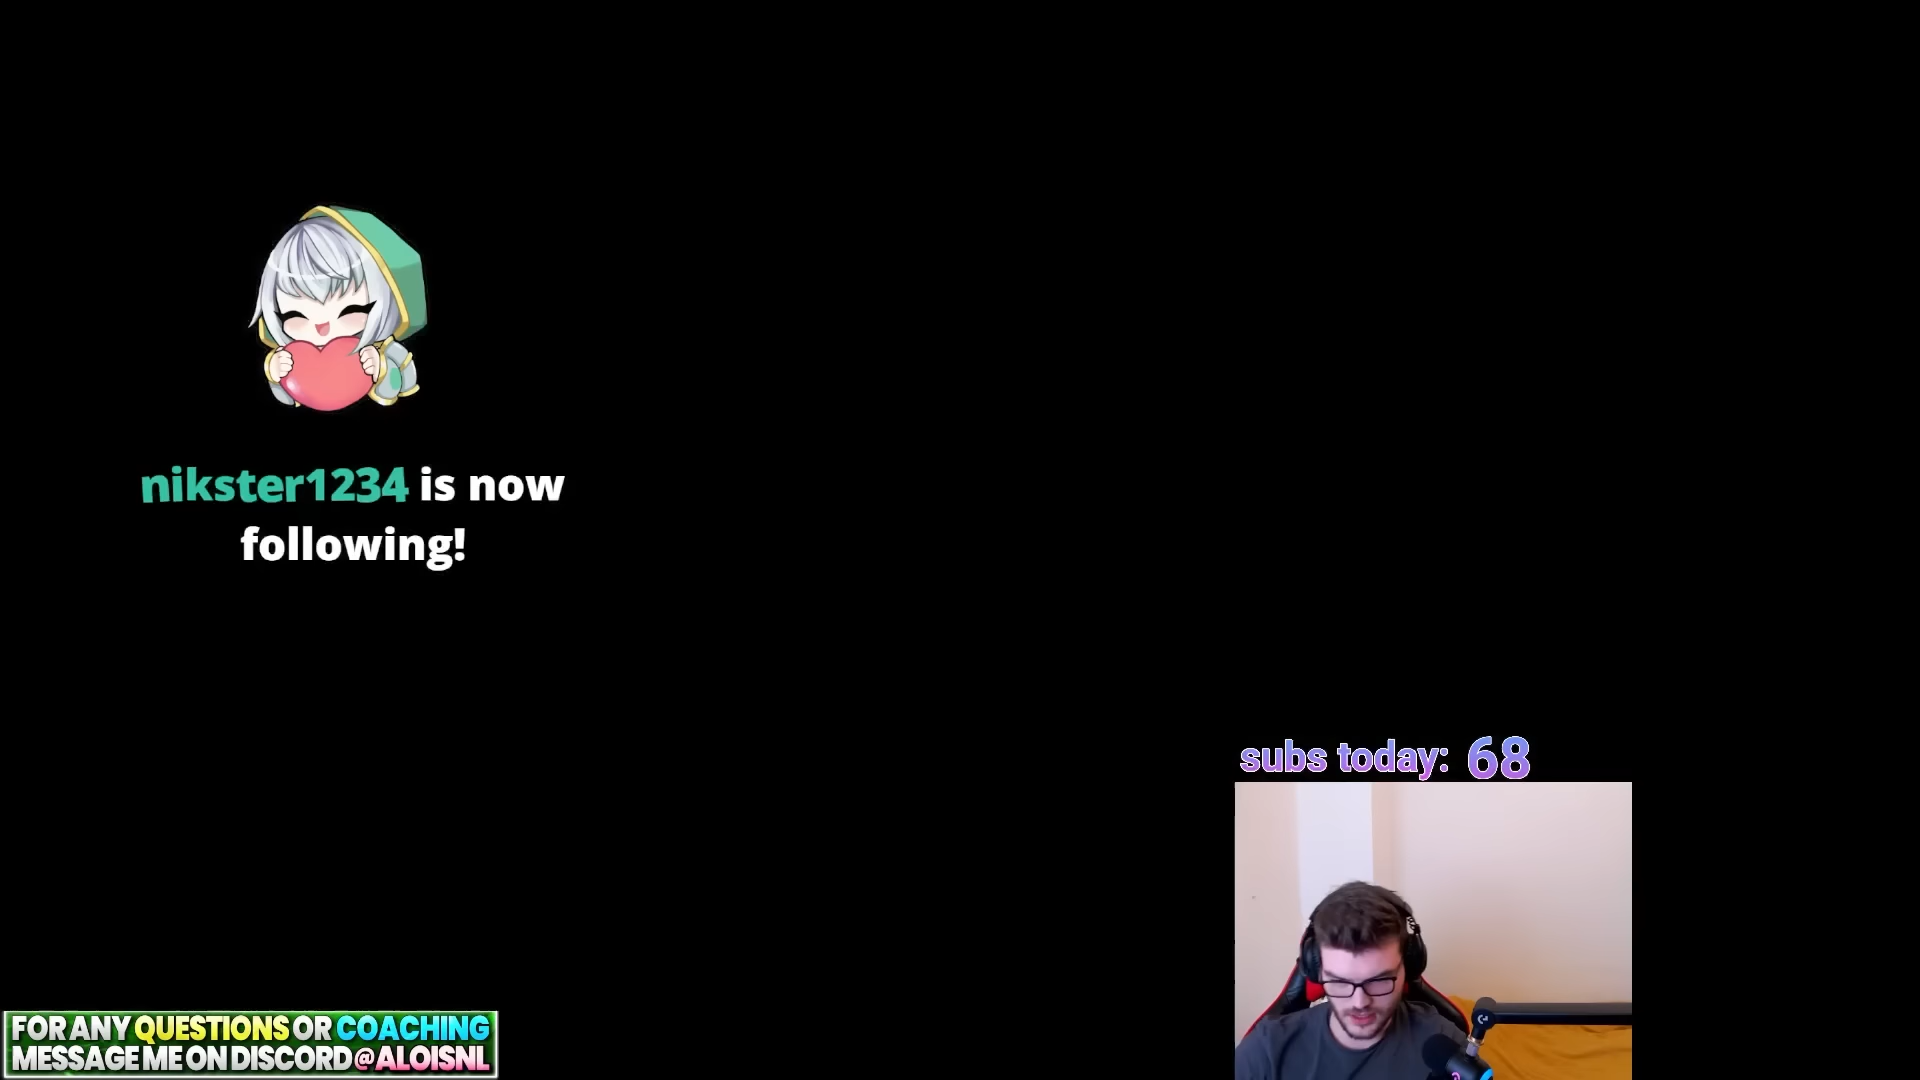 nikster1234 is now
following!
subs today: 68
FOR ANY QUESTIONS OR COACHING
MESSAGE ME ON DISCORD @ALOISNL